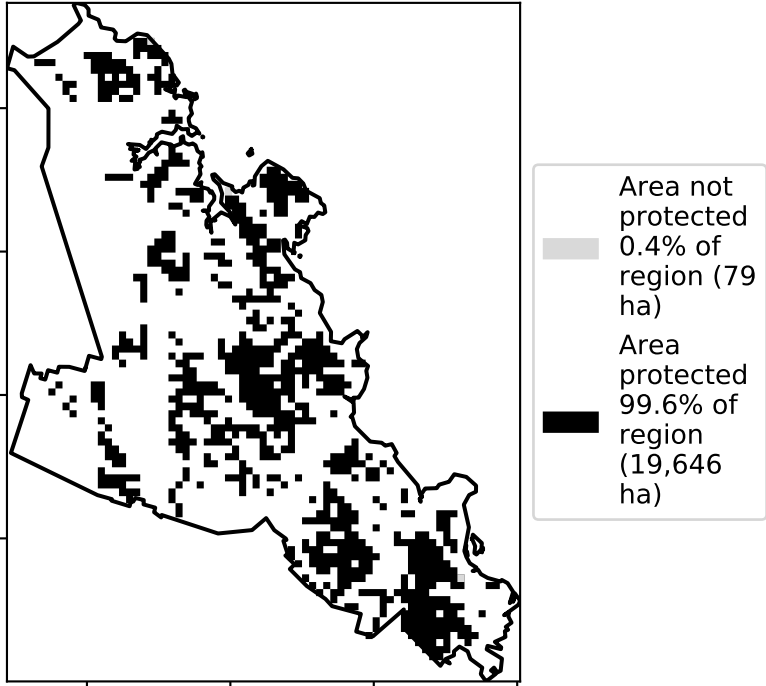 Area not
protected
0.4% of
region (79
ha)
Area
protected
99.6% of
region
(19,646
ha)